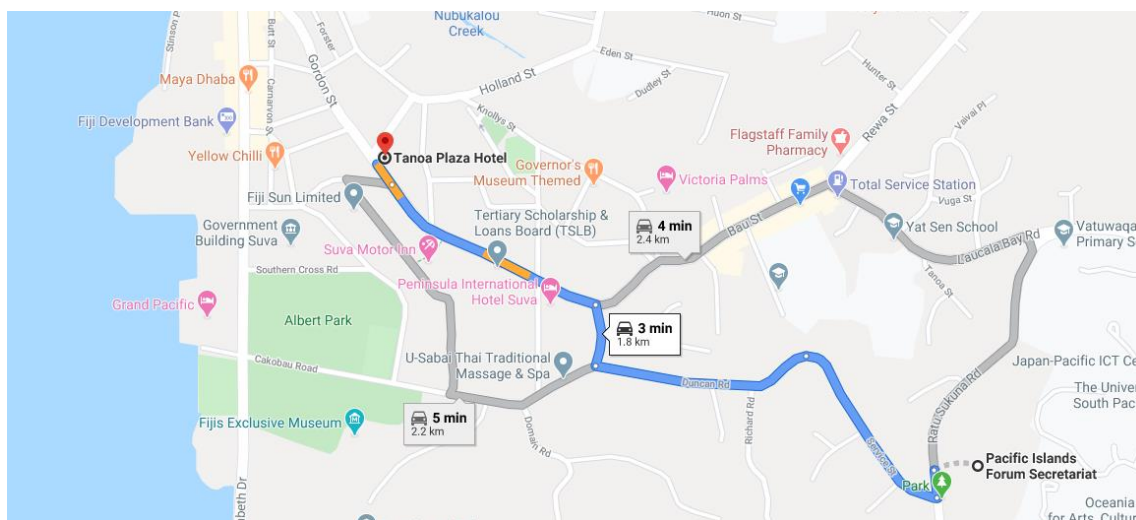 Stinson P
Butt St
Forster
Nubukalou
Creek
Huon St
Eden St
Dudley St
Holland St
Gordon St
Carnarvon St
Maya Dhaba
Fiji Development Bank
Yellow Chilli
Tanoa Plaza Hotel
Knollys St
Governor's
Museum Themed
Hunter St
Rewa St
Vaivai Pl
Flagstaff Family
Pharmacy
Victoria Palms
Total Service Station
Vuga St
Bau St
4 min
2.4 km
Yat Sen School
Laucala Bay Rd
Vatuwaqa
Primary S
Tanoa St
Fiji Sun Limited
Government
Building Suva
Tertiary Scholarship &
Loans Board (TSLB)
Suva Motor Inn
Southern Cross Rd
Peninsula International
Hotel Suva
Grand Pacific
Albert Park
3 min
1.8 km
U-Sabai Thai Traditional
Massage & Spa
Cakobau Road
Duncan Rd
Japan-Pacific ICT Ce
The Univer
South Pac
Ratu Sukuna Rd
5 min
2.2 km
Fijis Exclusive Museum
Domain Rd
Richard Rd
Service St
Pacific Islands
Forum Secretariat
Park
beth Dr
Oceania
for Arts, Cultur